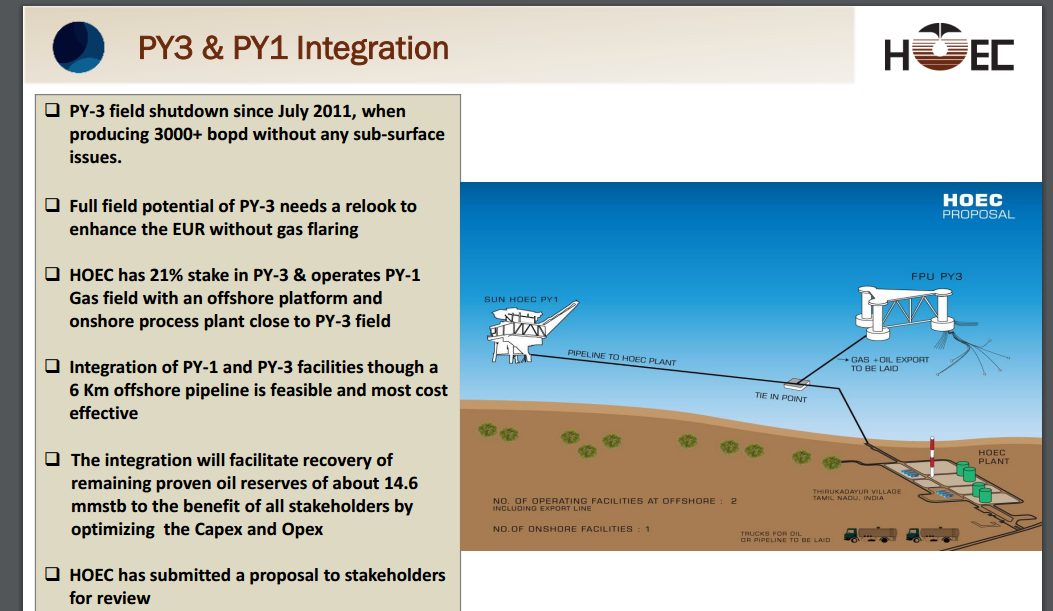 PY3 & PY1 Integration
HOEC
❑ PY-3 field shutdown since July 2011, when
producing 3000+ bopd without any sub-surface
issues.
❑ Full field potential of PY-3 needs a relook to
enhance the EUR without gas flaring
❑ HOEC has 21% stake in PY-3 & operates PY-1
Gas field with an offshore platform and
onshore process plant close to PY-3 field
❑ Integration of PY-1 and PY-3 facilities though a
6 Km offshore pipeline is feasible and most cost
effective
❑ The integration will facilitate recovery of
remaining proven oil reserves of about 14.6
mmstb to the benefit of all stakeholders by
optimizing the Capex and Opex
❑ HOEC has submitted a proposal to stakeholders
for review
HOEC
PROPOSAL
FPU PY3
SUN HOEC PY1
PIPELINE TO HOEC PLANT
GAS +OIL EXPORT
TO BE LAID
TIE IN POINT
HOEC
PLANT
THIRUKADAYUR VILLAGE
TAMIL NADU, INDIA
NO. OF OPERATING FACILITIES AT OFFSHORE : 2
INCLUDING EXPORT LINE
NO.OF ONSHORE FACILITIES : 1
TRUCKS FOR OIL
OR PIPELINE TO BE LAID